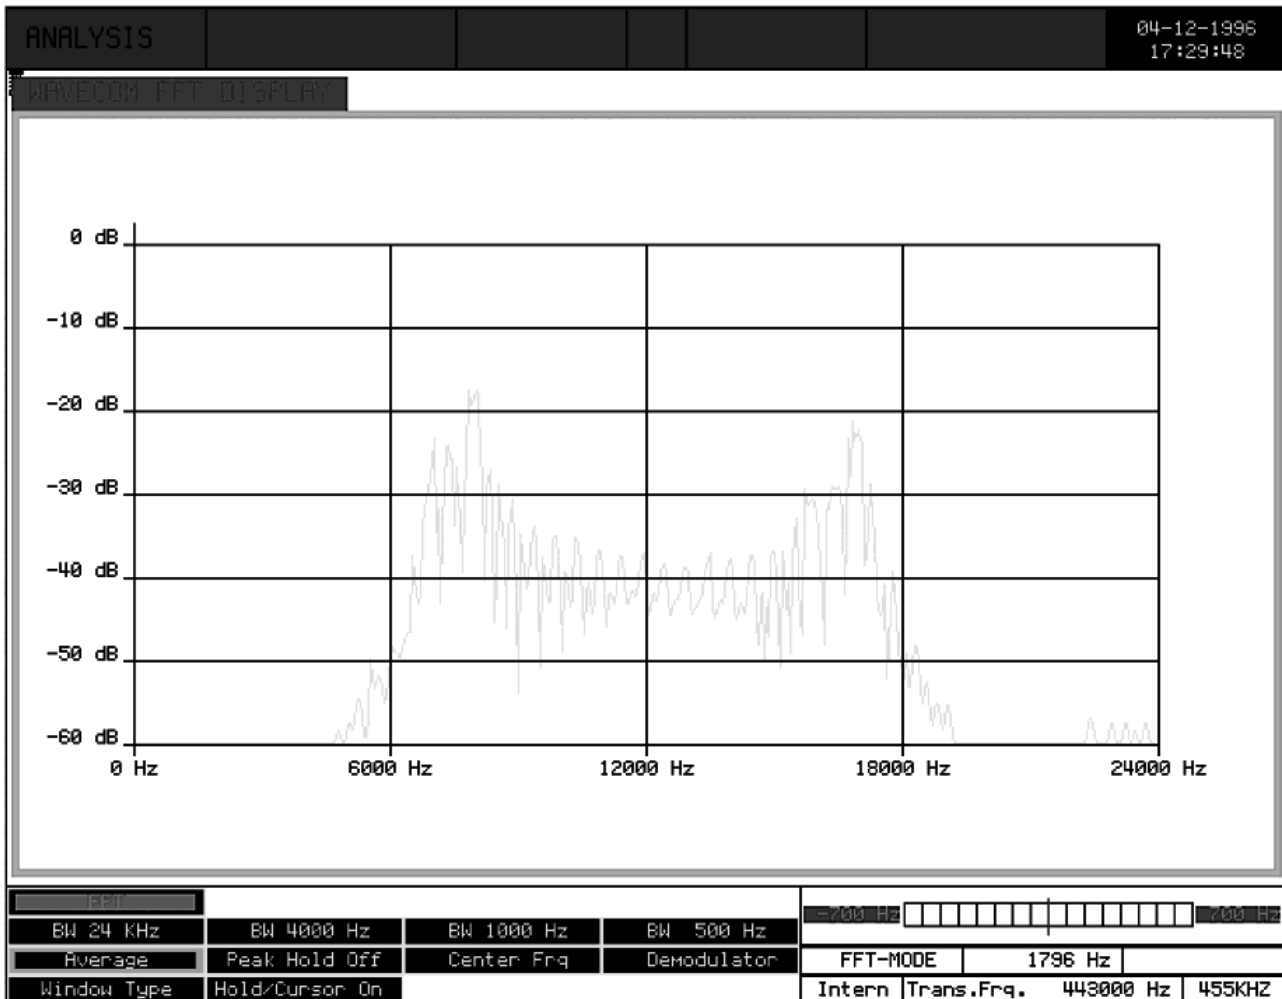 ANALYSIS
04-12-1996
17:29:48
WAVECOM FFT DISPLAY
0 dB
-10 dB
-20 dB
-30 dB
-40 dB
-50 dB
-60 dB
0 Hz 6000 Hz 12000 Hz 18000 Hz 24000 Hz
FFT
-700 Hz 700 Hz
BW 24 KHz BW 4000 Hz BW 1000 Hz BW 500 Hz
Average Peak Hold Off Center Frq Demodulator FFT-MODE 1796 Hz
Window Type Hold/Cursor On Intern Trans.Frq. 443000 Hz 455KHZ